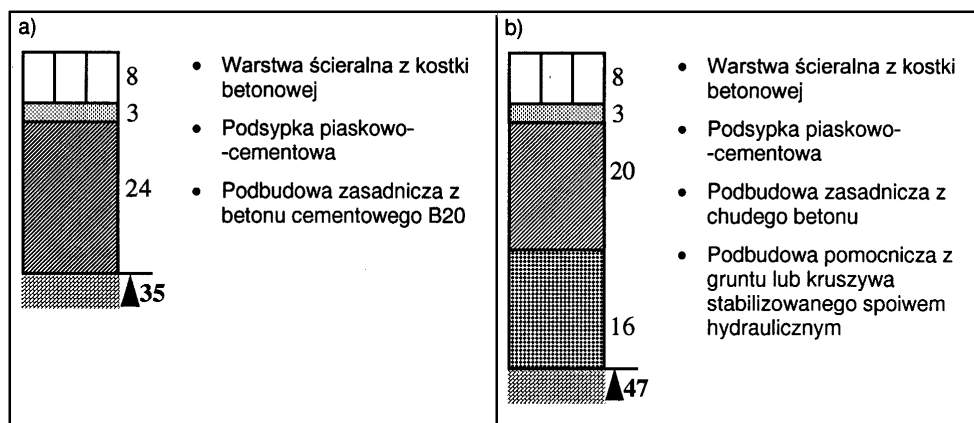 a)
8
3
24
35
• Warstwa ścieralna z kostki
betonowej
• Podsypka piaskowo-
-cementowa
• Podbudowa zasadnicza z
betonu cementowego B20
b)
8
3
20
16
47
• Warstwa ścieralna z kostki
betonowej
• Podsypka piaskowo-
-cementowa
• Podbudowa zasadnicza z
chudego betonu
• Podbudowa pomocnicza z
gruntu lub kruszywa
stabilizowanego spoiwem
hydraulicznym